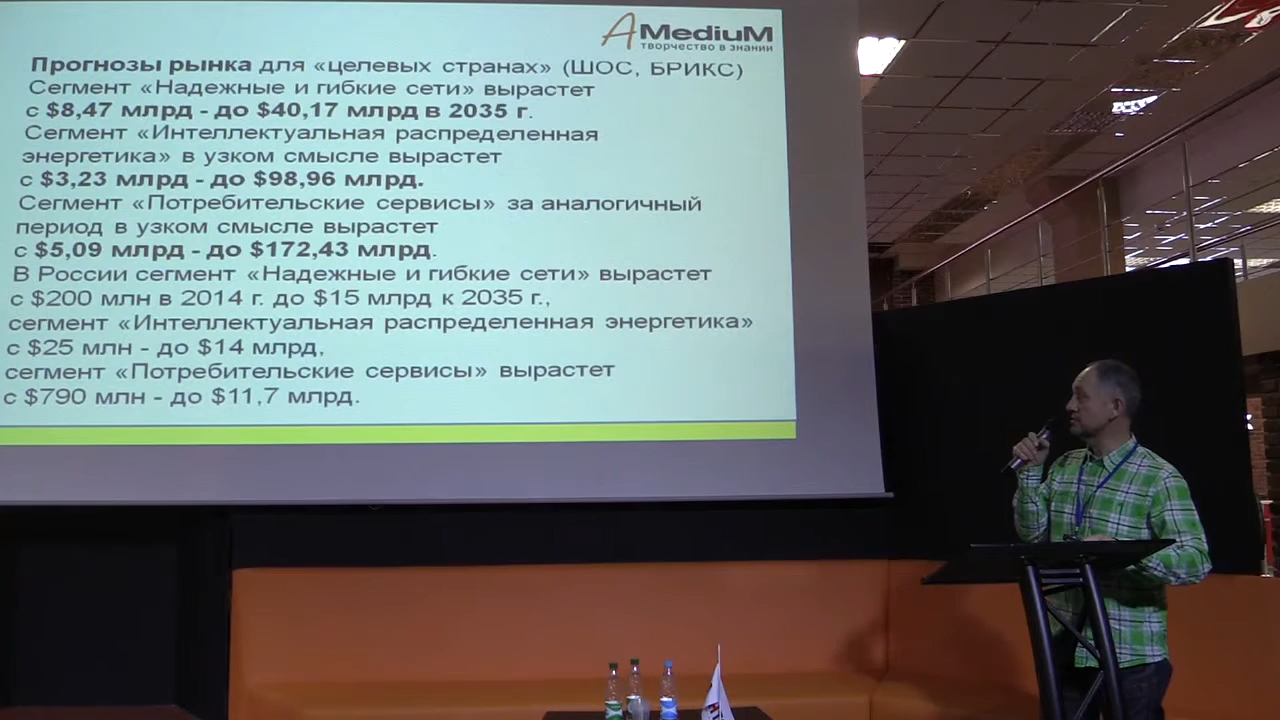 AMediuM
творчество в знании
Прогнозы рынка для «целевых странах» (ШОС, БРИКС)
Сегмент «Надежные и гибкие сети» вырастет
с $8,47 млрд - до $40,17 млрд в 2035 г.
Сегмент «Интеллектуальная распределенная
энергетика» в узком смысле вырастет
с $3,23 млрд - до $98,96 млрд.
Сегмент «Потребительские сервисы» за аналогичный
период в узком смысле вырастет
с $5,09 млрд - до $172,43 млрд.
В России сегмент «Надежные и гибкие сети» вырастет
с $200 млн в 2014 г. до $15 млрд к 2035 г.,
сегмент «Интеллектуальная распределенная энергетика»
с $25 млн - до $14 млрд,
сегмент «Потребительские сервисы» вырастет
с $790 млн - до $11,7 млрд.